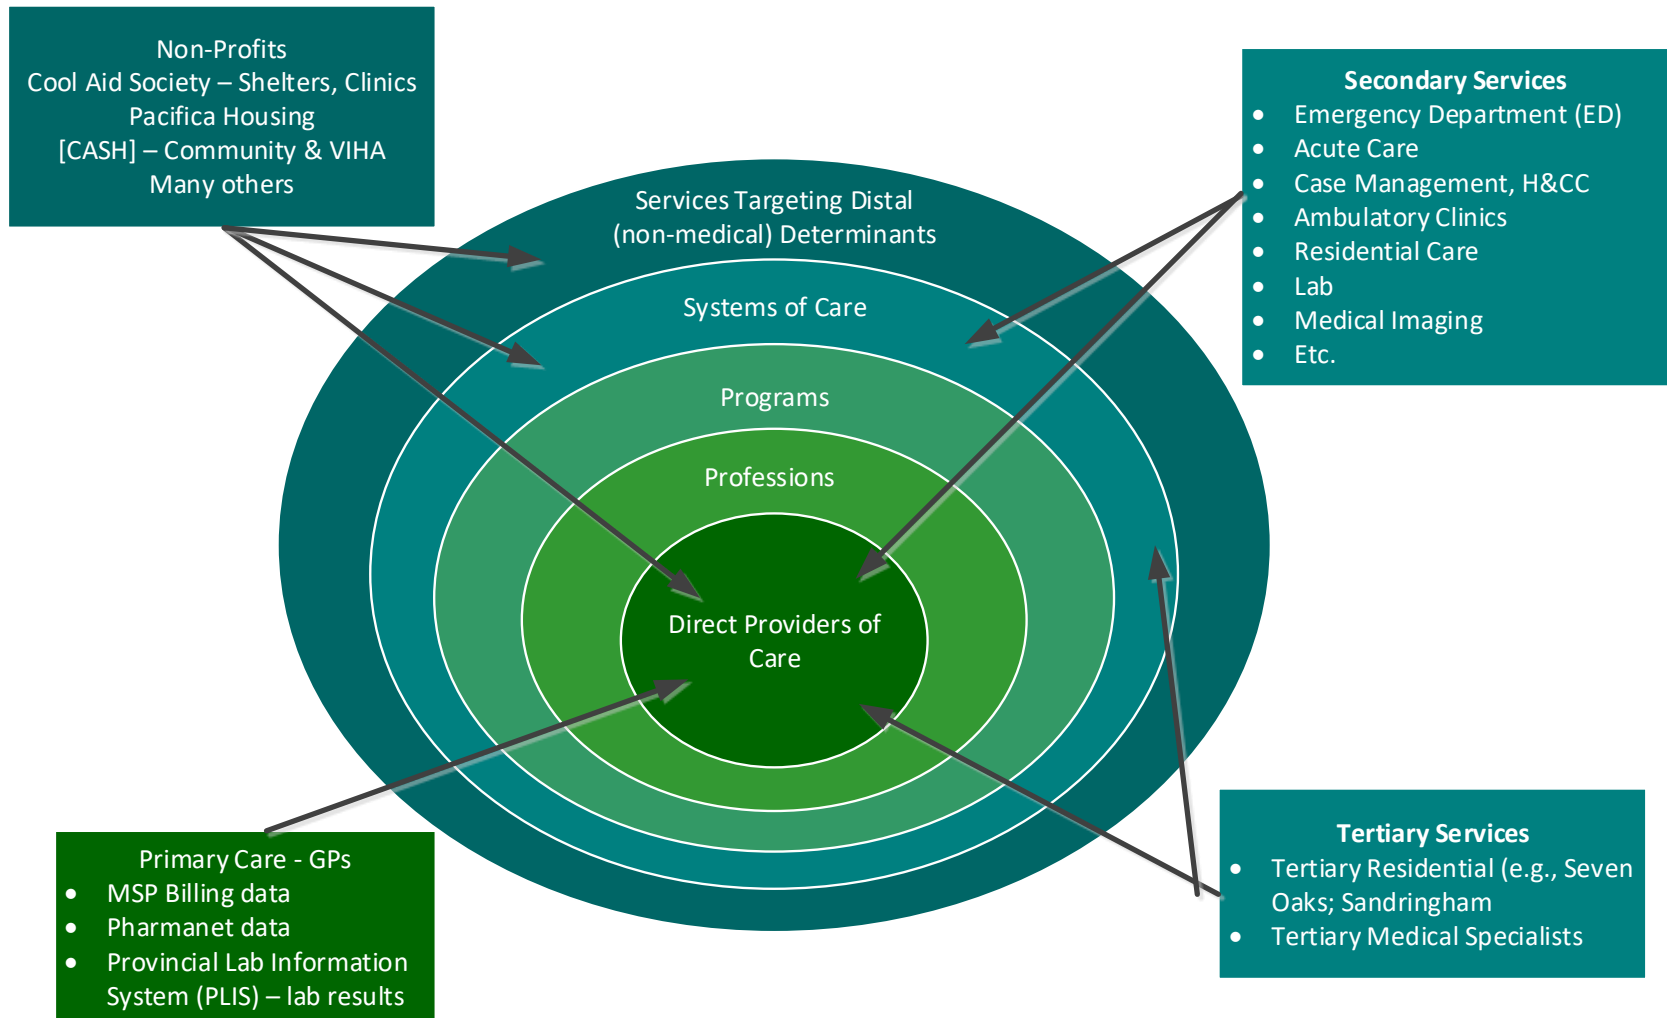 Non-Profits
Cool Aid Society – Shelters, Clinics
Pacifica Housing
[CASH] – Community & VIHA
Many others
Secondary Services
• Emergency Department (ED)
• Acute Care
• Case Management, H&CC
• Ambulatory Clinics
• Residential Care
• Lab
• Medical Imaging
• Etc.
Services Targeting Distal
(non-medical) Determinants
Systems of Care
Programs
Professions
Direct Providers of
Care
Primary Care - GPs
• MSP Billing data
• Pharmanet data
• Provincial Lab Information
System (PLIS) – lab results
Tertiary Services
• Tertiary Residential (e.g., Seven
Oaks; Sandringham
• Tertiary Medical Specialists